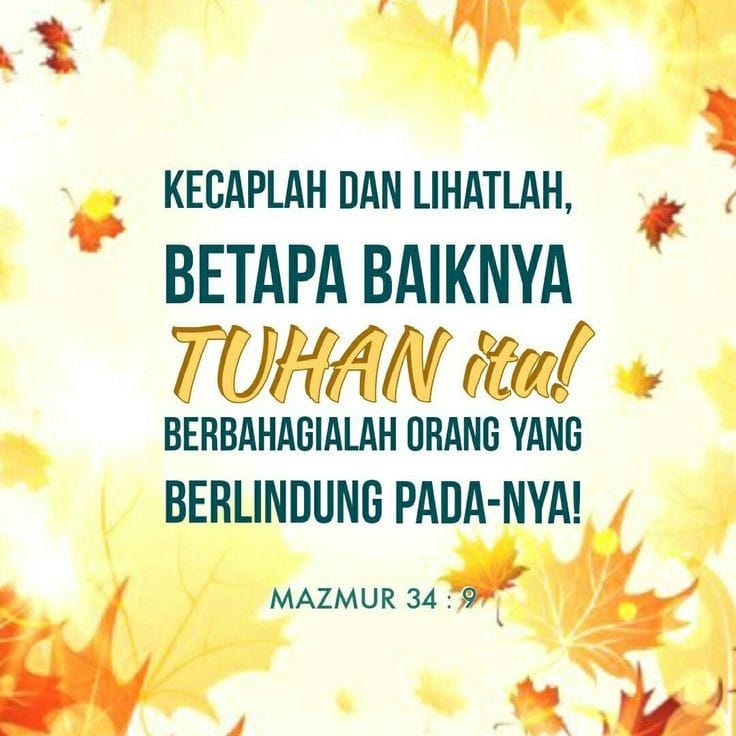 KECAPLAH DAN LIHATLAH,
BETAPA BAIKNYA
TUHAN itu!
BERBAHAGIALAH ORANG YANG
BERLINDUNG PADA-NYA!
MAZMUR 34 : 9